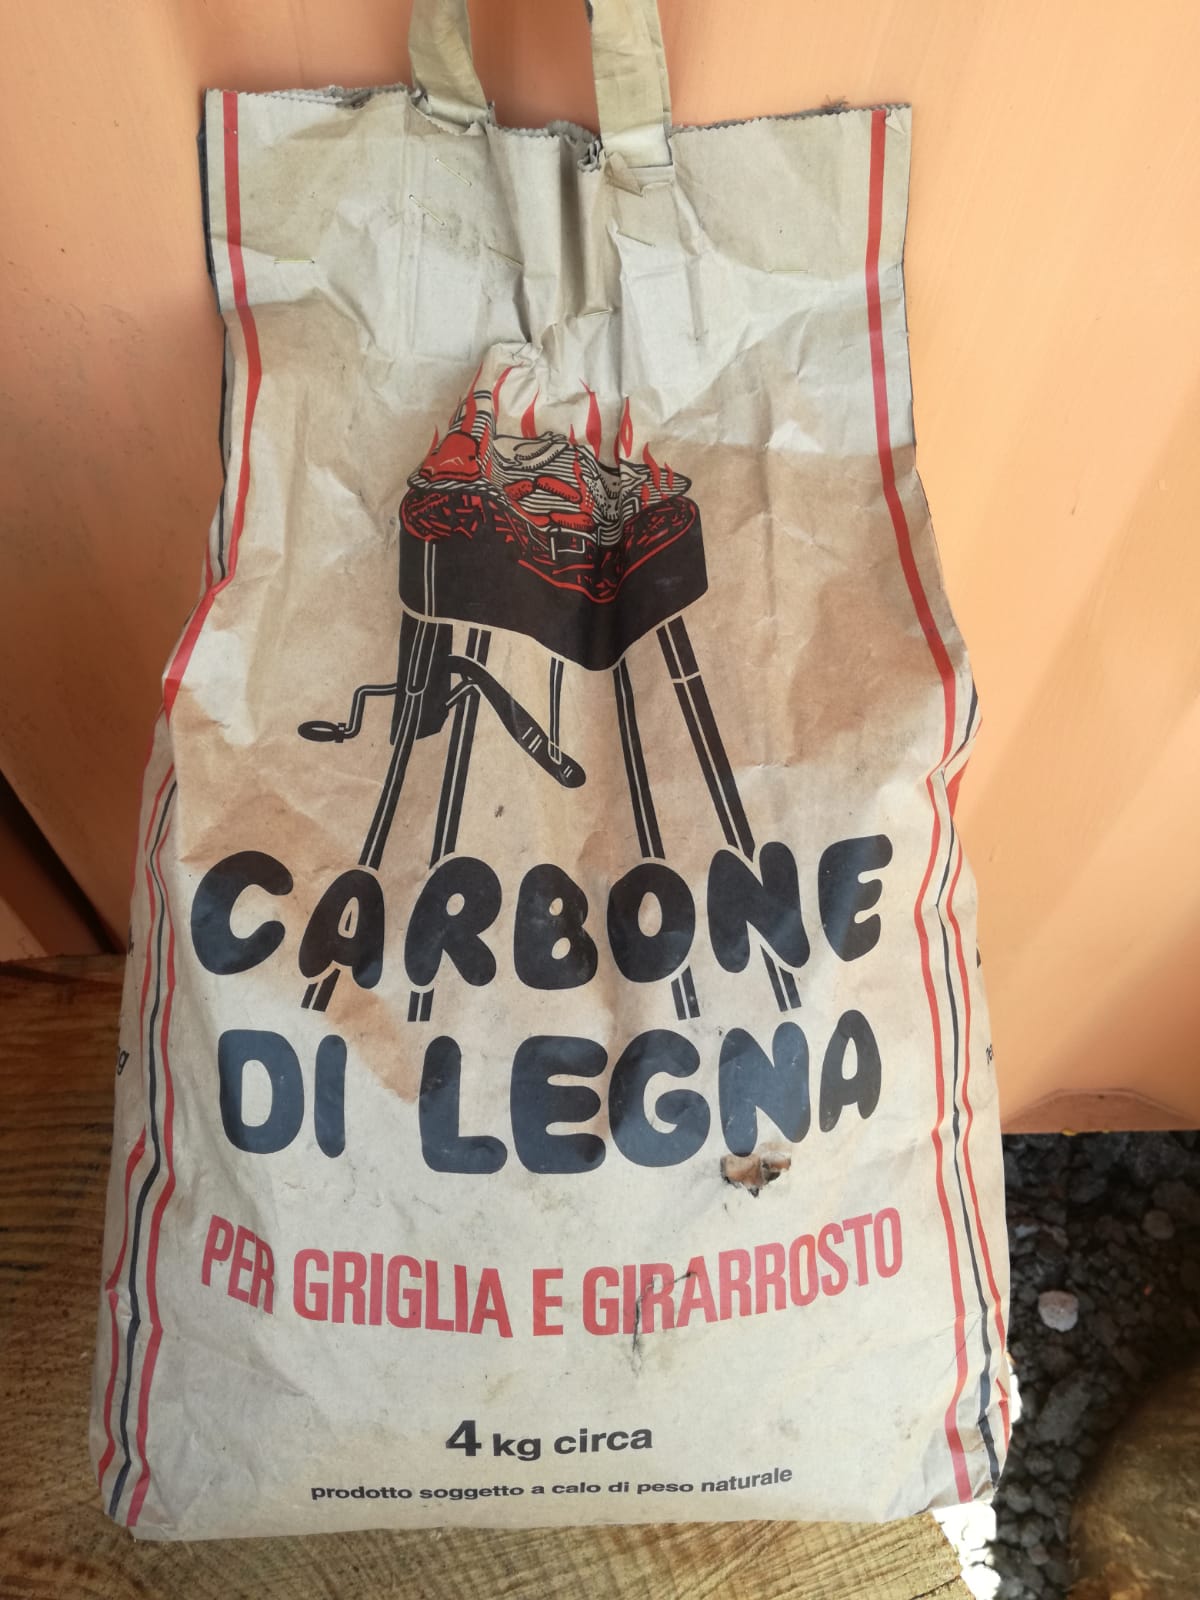 CARBONE
DI LEGNA
PER GRIGLIA E GIRARROSTO
4 kg circa
prodotto soggetto a calo di peso naturale